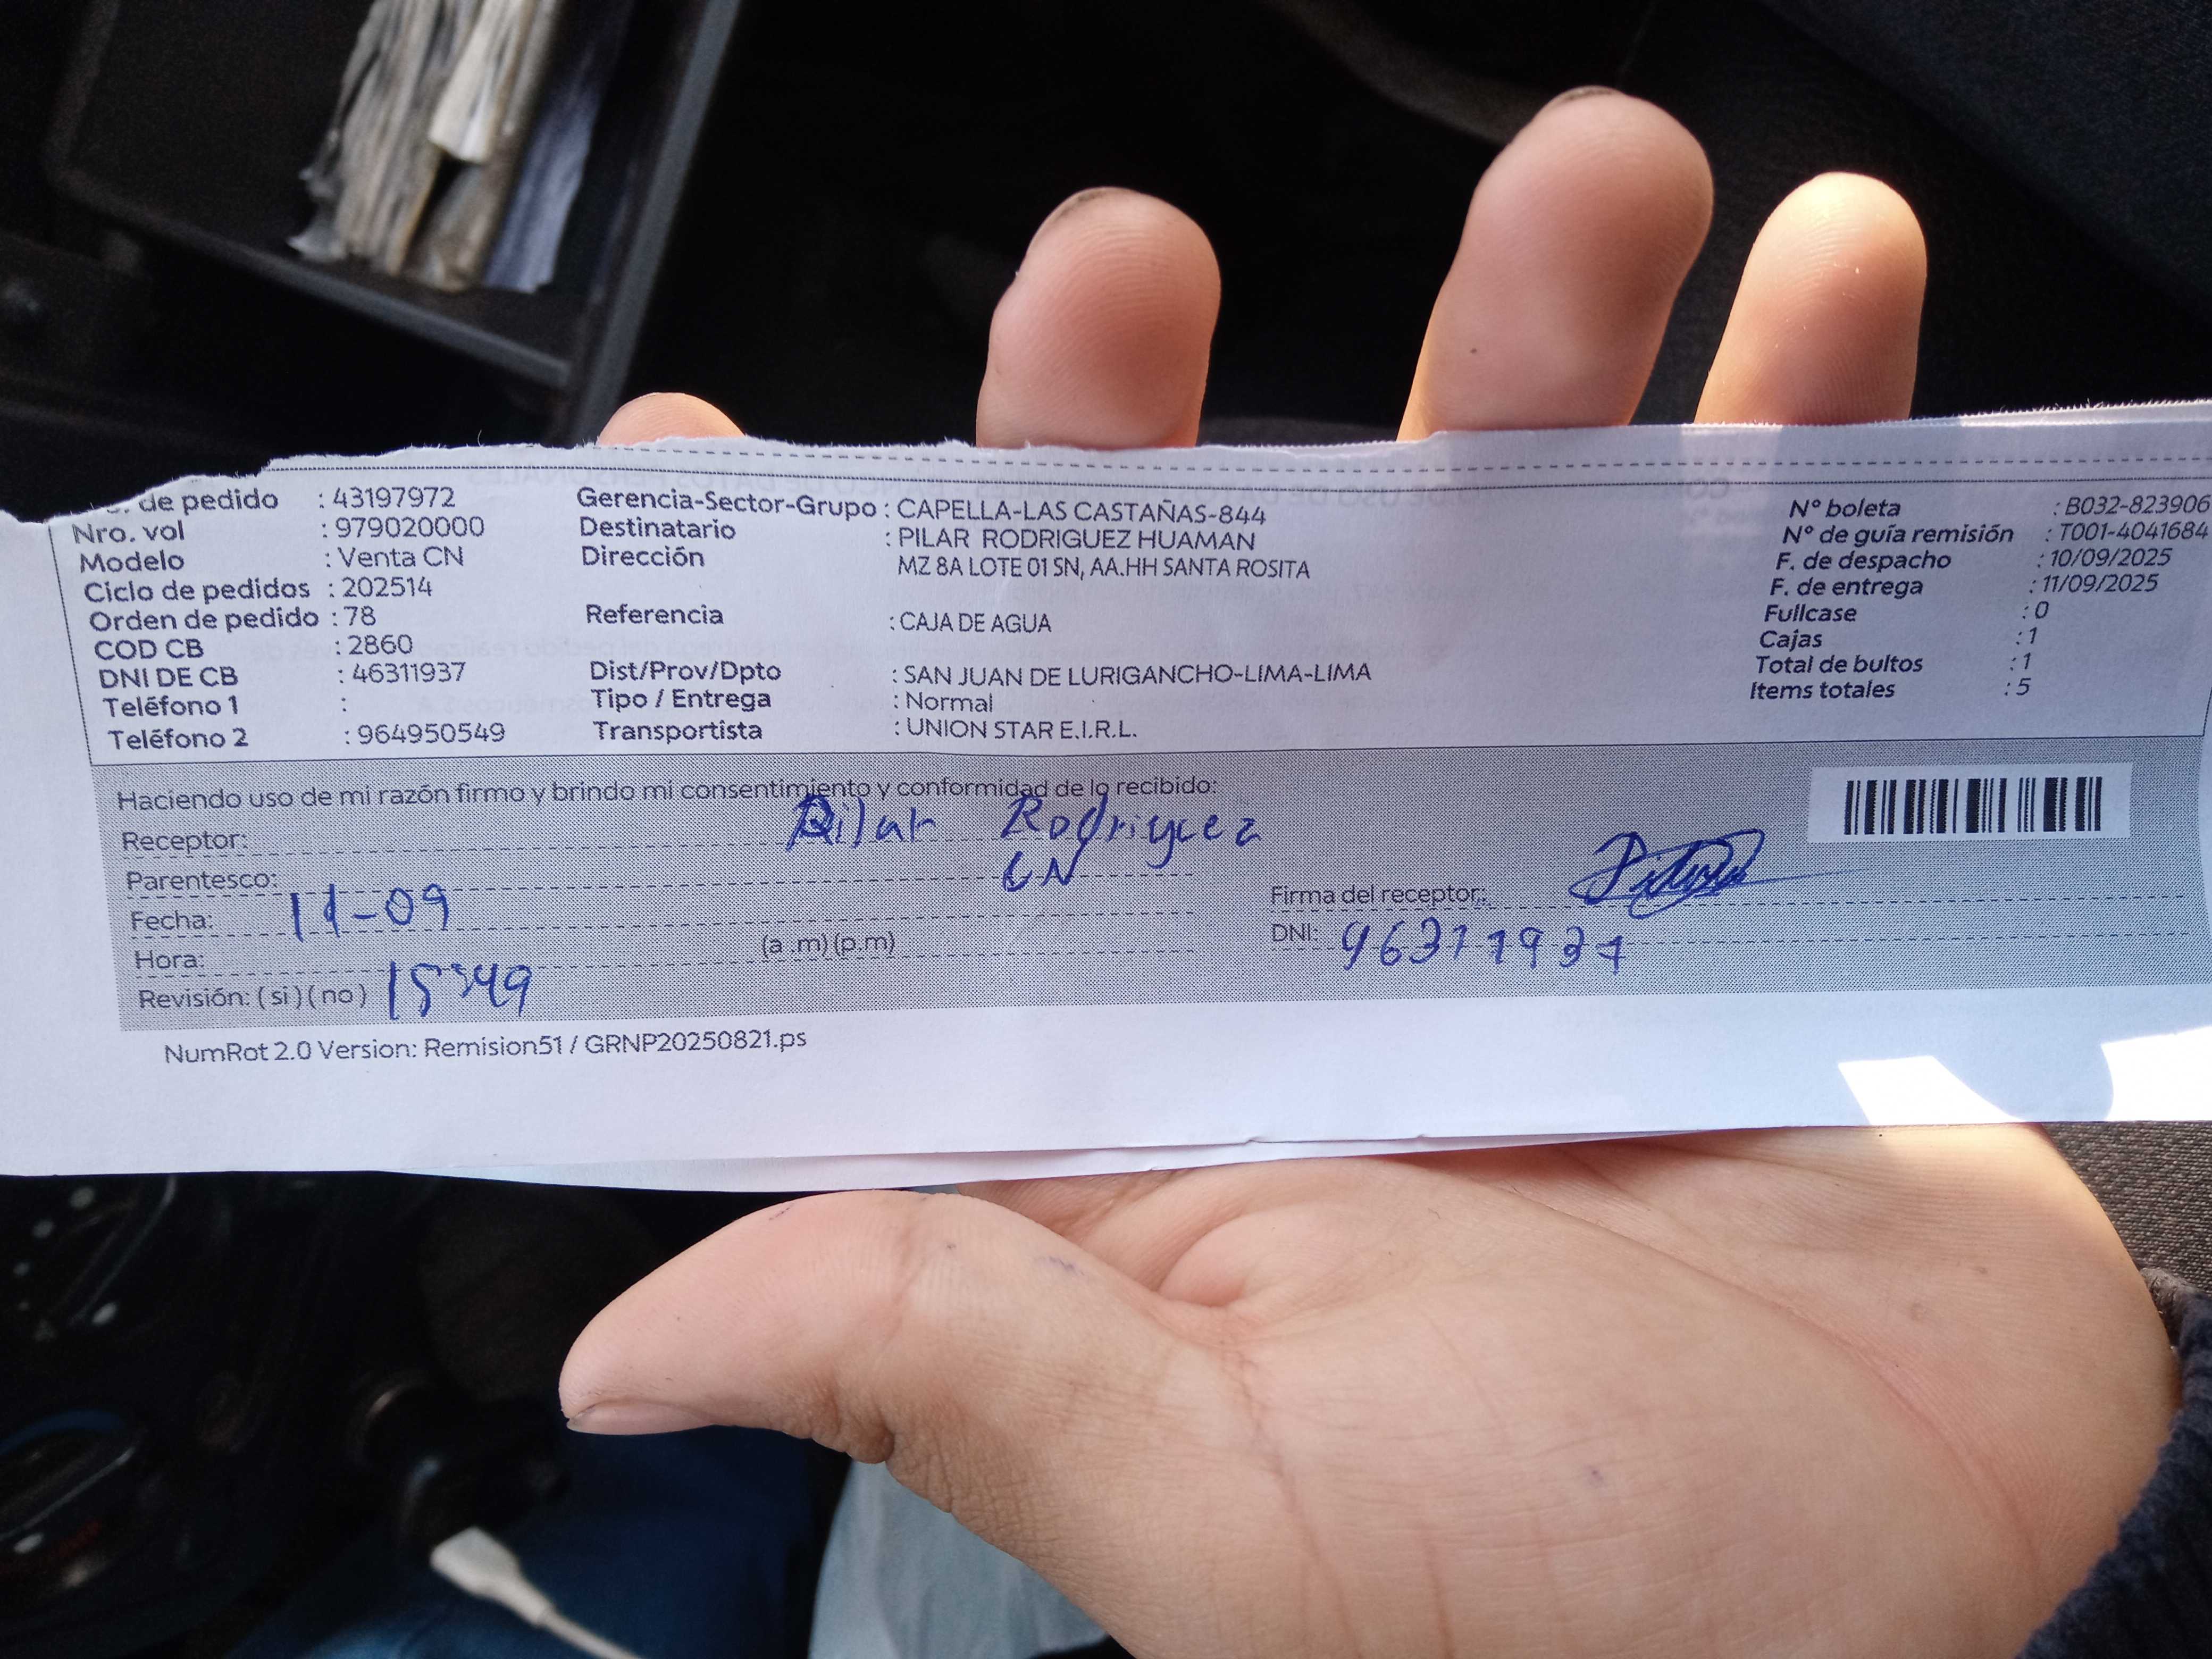 de pedido : 43197972 Gerencia-Sector-Grupo : CAPELLA-LAS CASTAÑAS-844 Nº boleta : B032-823906
Nro. vol : 979020000 Destinatario : PILAR RODRIGUEZ HUAMAN Nº de guía remisión : T001-4041684
Modelo : Venta CN Dirección MZ 8A LOTE 01 SN, AA.HH SANTA ROSITA F. de despacho : 10/09/2025
Ciclo de pedidos : 202514 F. de entrega : 11/09/2025
Orden de pedido : 78 Referencia : CAJA DE AGUA Fullcase : 0
COD CB : 2860 Cajas : 1
DNI DE CB : 46311937 Dist/Prov/Dpto : SAN JUAN DE LURIGANCHO-LIMA-LIMA Total de bultos : 1
Teléfono 1 : Tipo / Entrega : Normal Items totales : 5
Teléfono 2 : 964950549 Transportista : UNION STAR E.I.R.L.
Haciendo uso de mi razón firmo y brindo mi consentimiento y conformidad de lo recibido:
Receptor: Pilar Rodriguez
Parentesco: CN
Fecha: 11-09 Firma del receptor:
Hora: (a .m) (p.m) DNI: 96311937
Revisión: (si) (no) 15:49
NumRot 2.0 Version: Remision51 / GRNP20250821.ps